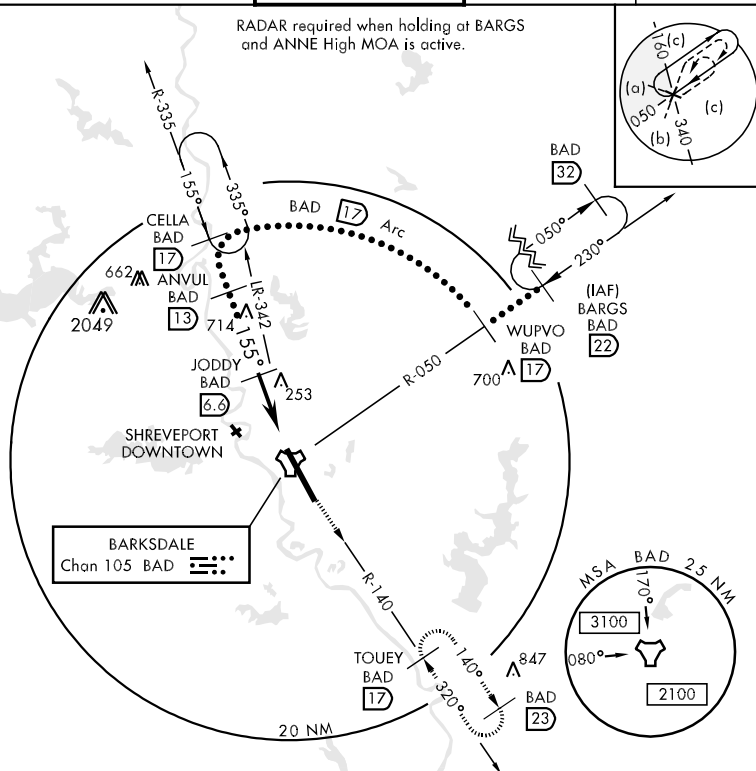 RADAR required when holding at BARGS
and ANNE High MOA is active.
160
(c)
(a)
050
(b)
340
(c)
R-335
155°
335°
BAD
32
050°
230°
BAD 17 Arc
CELLA
BAD
17
662
ANVUL
BAD
13
2049
714
LR-342
155°
(IAF)
BARGS
BAD
22
WUPVO
BAD
17
700
R-050
JODDY
BAD
6.6
253
SHREVEPORT
DOWNTOWN
BARKSDALE
Chan 105 BAD
R-140
TOUEY
BAD
17
140°
320°
847
BAD
23
20 NM
MSA BAD 25 NM
170°
3100
080°
2100